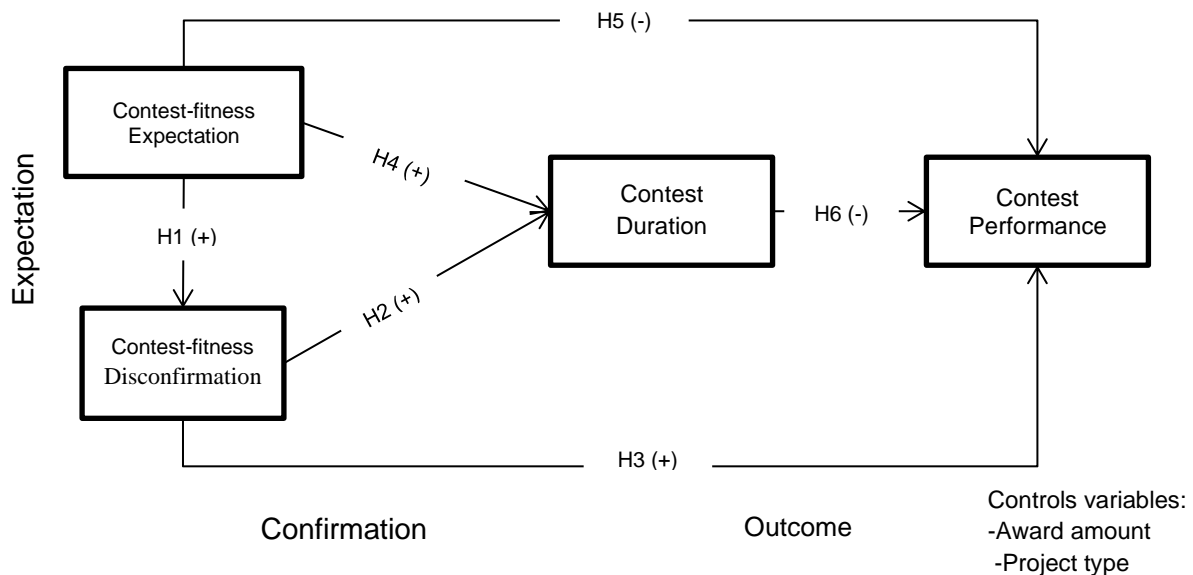 H5 (-)
Contest-fitness
Expectation
H4 (+)
Contest
Duration
H6 (-)
Contest
Performance
Expectation
H1 (+)
H2 (+)
Contest-fitness
Disconfirmation
H3 (+)
Confirmation
Outcome
Controls variables:
-Award amount
-Project type